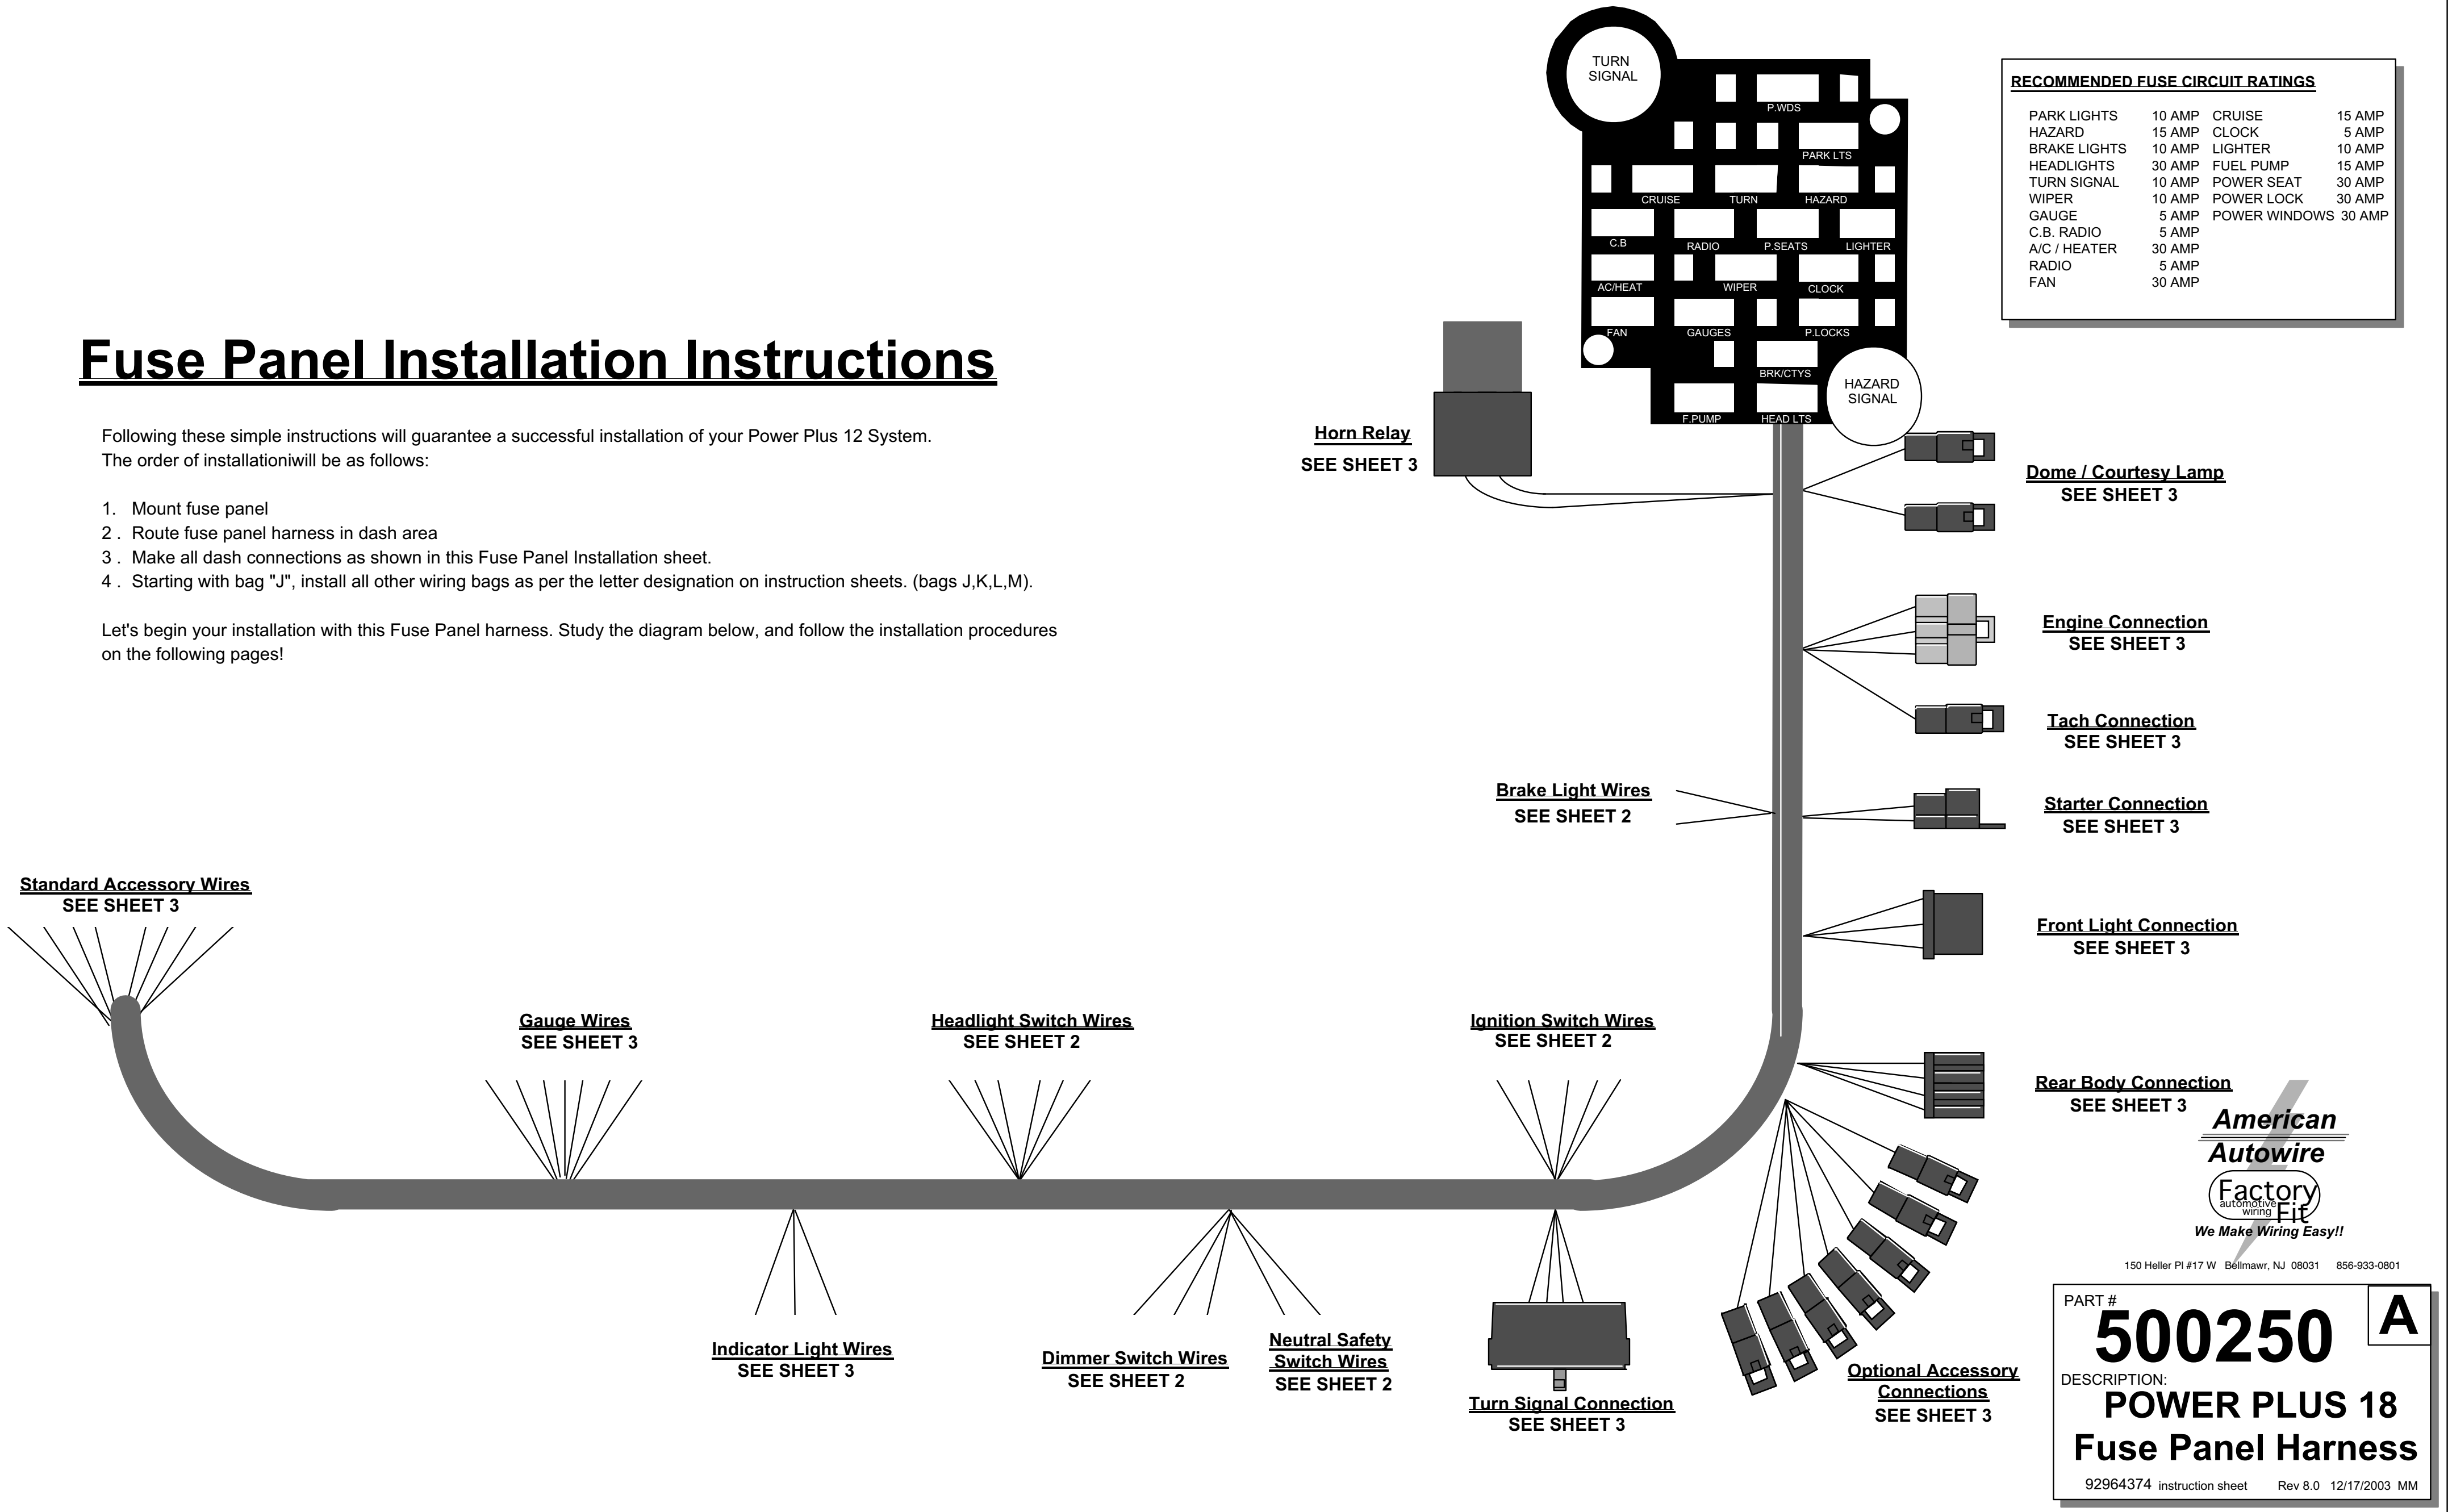 TURN
SIGNAL
P.WDS
PARK LTS
CRUISE TURN HAZARD
C.B RADIO P.SEATS LIGHTER
AC/HEAT WIPER CLOCK
FAN GAUGES P.LOCKS
BRK/CTYS
F.PUMP HEAD LTS
HAZARD
SIGNAL
RECOMMENDED FUSE CIRCUIT RATINGS
PARK LIGHTS 10 AMP CRUISE 15 AMP
HAZARD 15 AMP CLOCK 5 AMP
BRAKE LIGHTS 10 AMP LIGHTER 10 AMP
HEADLIGHTS 30 AMP FUEL PUMP 15 AMP
TURN SIGNAL 10 AMP POWER SEAT 30 AMP
WIPER 10 AMP POWER LOCK 30 AMP
GAUGE 5 AMP POWER WINDOWS 30 AMP
C.B. RADIO 5 AMP
A/C / HEATER 30 AMP
RADIO 5 AMP
FAN 30 AMP
Fuse Panel Installation Instructions
Following these simple instructions will guarantee a successful installation of your Power Plus 12 System.
The order of installationiwill be as follows:
1. Mount fuse panel
2 . Route fuse panel harness in dash area
3 . Make all dash connections as shown in this Fuse Panel Installation sheet.
4 . Starting with bag "J", install all other wiring bags as per the letter designation on instruction sheets. (bags J,K,L,M).
Let's begin your installation with this Fuse Panel harness. Study the diagram below, and follow the installation procedures
on the following pages!
Horn Relay
SEE SHEET 3
Dome / Courtesy Lamp
SEE SHEET 3
Engine Connection
SEE SHEET 3
Tach Connection
SEE SHEET 3
Brake Light Wires
SEE SHEET 2
Starter Connection
SEE SHEET 3
Standard Accessory Wires
SEE SHEET 3
Front Light Connection
SEE SHEET 3
Gauge Wires
SEE SHEET 3
Headlight Switch Wires
SEE SHEET 2
Ignition Switch Wires
SEE SHEET 2
Rear Body Connection
SEE SHEET 3
Indicator Light Wires
SEE SHEET 3
Dimmer Switch Wires
SEE SHEET 2
Neutral Safety
Switch Wires
SEE SHEET 2
Turn Signal Connection
SEE SHEET 3
Optional Accessory
Connections
SEE SHEET 3
American
Autowire
Factory
automotive
wiring Fit
We Make Wiring Easy!!
150 Heller Pl #17 W Bellmawr, NJ 08031 856-933-0801
PART #
500250
A
DESCRIPTION:
POWER PLUS 18
Fuse Panel Harness
92964374 instruction sheet Rev 8.0 12/17/2003 MM